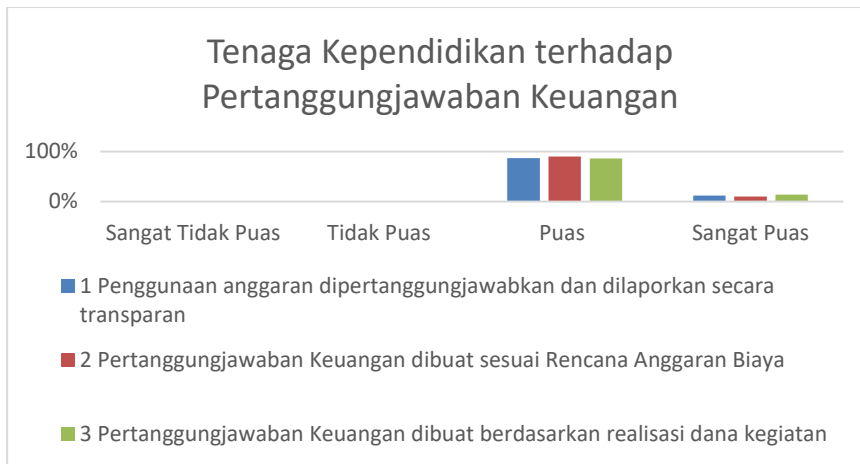 Tenaga Kependidikan terhadap
Pertanggungjawaban Keuangan
100%
0%
Sangat Tidak Puas
Tidak Puas
Puas
Sangat Puas
1 Penggunaan anggaran dipertanggungjawabkan dan dilaporkan secara
transparan
2 Pertanggungjawaban Keuangan dibuat sesuai Rencana Anggaran Biaya
3 Pertanggungjawaban Keuangan dibuat berdasarkan realisasi dana kegiatan